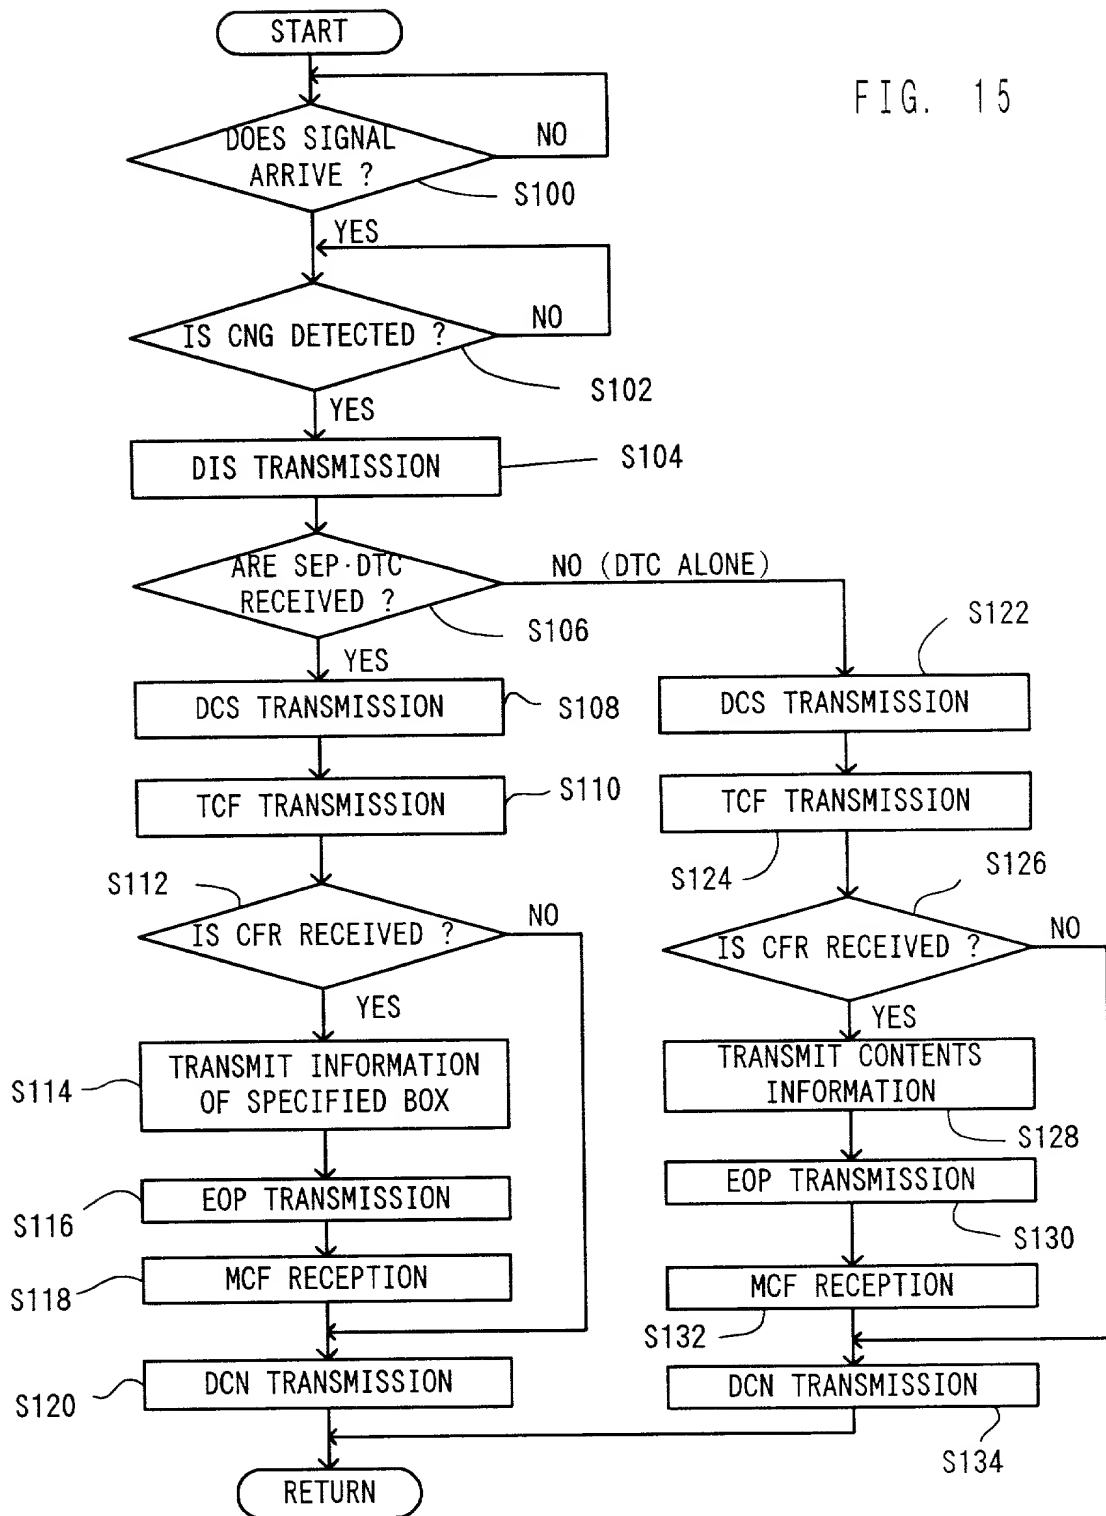 START
FIG. 15
DOES SIGNAL
ARRIVE ?
NO
S100
YES
IS CNG DETECTED ?
NO
S102
YES
DIS TRANSMISSION
S104
ARE SEP·DTC
RECEIVED ?
NO (DTC ALONE)
S106
YES
DCS TRANSMISSION
S108
TCF TRANSMISSION
S110
S112
IS CFR RECEIVED ?
NO
YES
TRANSMIT INFORMATION
OF SPECIFIED BOX
S114
EOP TRANSMISSION
S116
MCF RECEPTION
S118
DCN TRANSMISSION
S120
S122
DCS TRANSMISSION
TCF TRANSMISSION
S124
S126
IS CFR RECEIVED ?
NO
YES
TRANSMIT CONTENTS
INFORMATION
S128
EOP TRANSMISSION
S130
MCF RECEPTION
S132
DCN TRANSMISSION
S134
RETURN